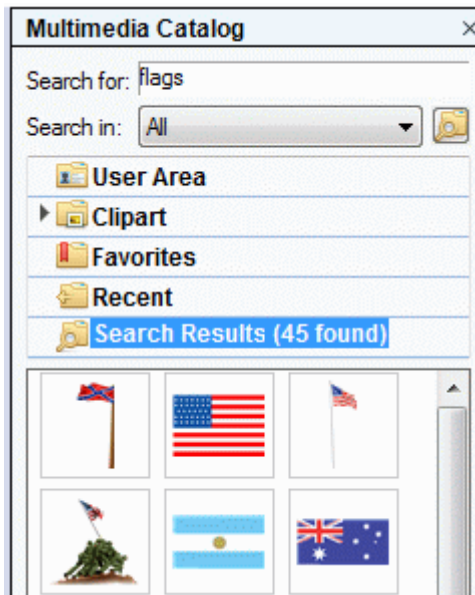 Multimedia Catalog
Search for: flags
Search in: All
User Area
Clipart
Favorites
Recent
Search Results (45 found)